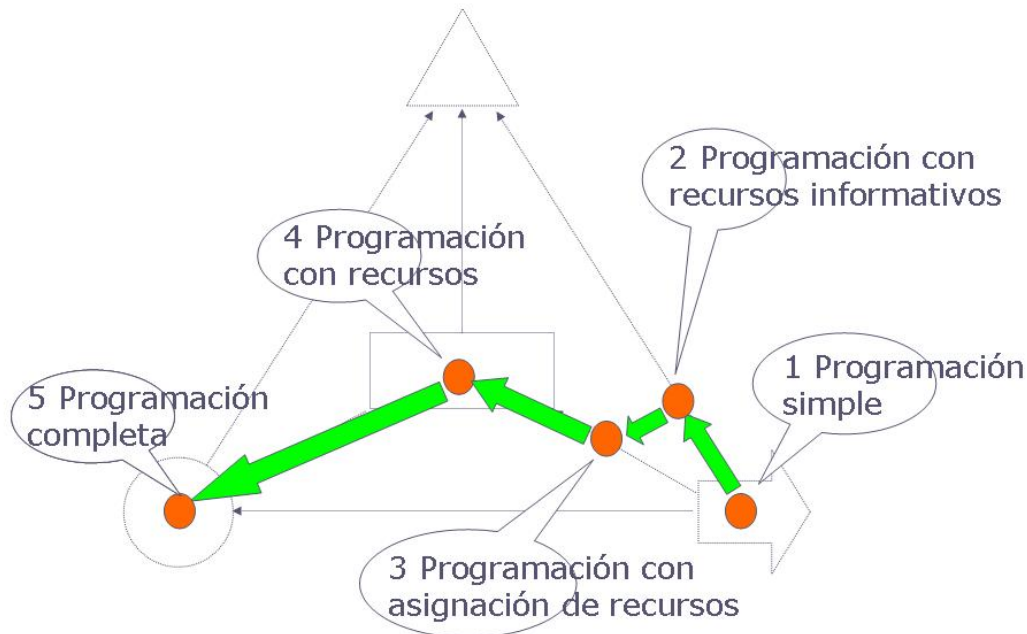 2 Programación con
recursos informativos
4 Programación
con recursos
1 Programación
simple
5 Programación
completa
3 Programación con
asignación de recursos